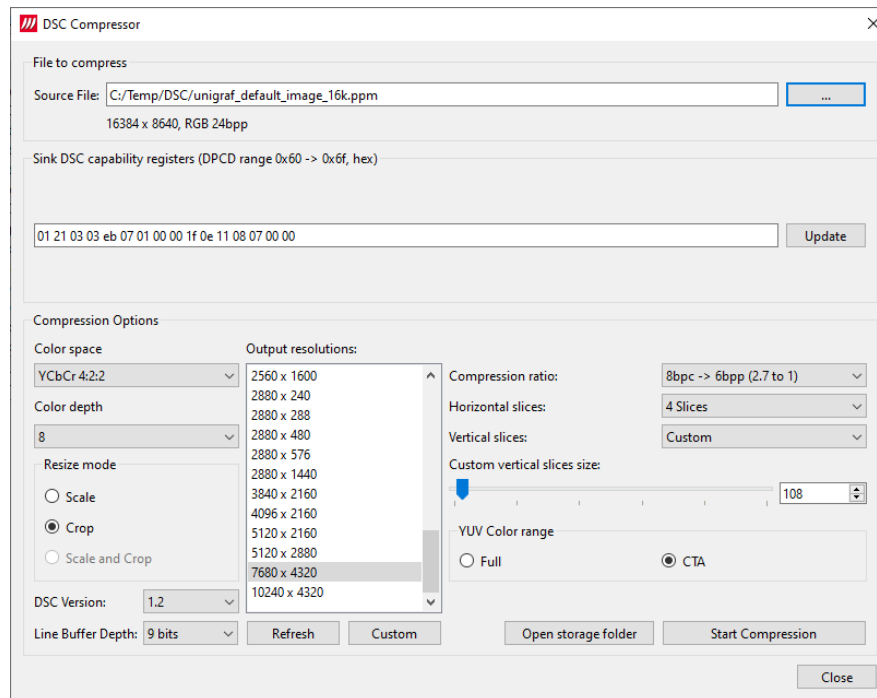 DSC Compressor
File to compress
Source File: C:/Temp/DSC/unigraf_default_image_16k.ppm ...
16384 x 8640, RGB 24bpp
Sink DSC capability registers (DPCD range 0x60 -> 0x6f, hex)
01 21 03 03 eb 07 01 00 00 1f 0e 11 08 07 00 00 Update
Compression Options
Color space
YCbCr 4:2:2
Color depth
8
Resize mode
Scale
Crop
Scale and Crop
DSC Version: 1.2
Line Buffer Depth: 9 bits
Output resolutions:
2560 x 1600
2880 x 240
2880 x 288
2880 x 480
2880 x 576
2880 x 1440
3840 x 2160
4096 x 2160
5120 x 2160
5120 x 2880
7680 x 4320
10240 x 4320
Refresh Custom
Compression ratio: 8bpc -> 6bpp (2.7 to 1)
Horizontal slices: 4 Slices
Vertical slices: Custom
Custom vertical slices size:
108
YUV Color range
Full CTA
Open storage folder Start Compression
Close